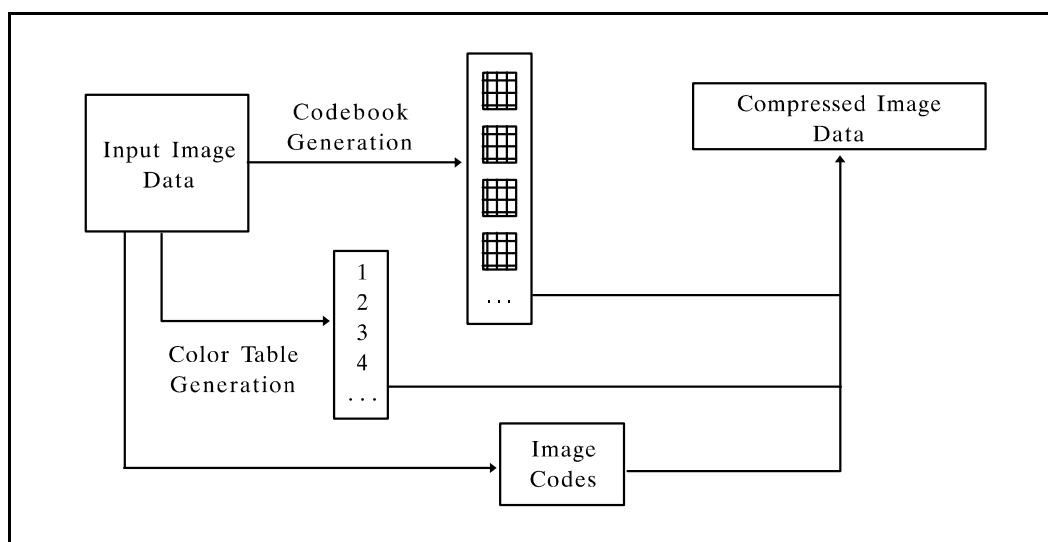 Input Image
Data
Codebook
Generation
. . .
Compressed Image
Data
Color Table
Generation
1
2
3
4
. . .
Image
Codes